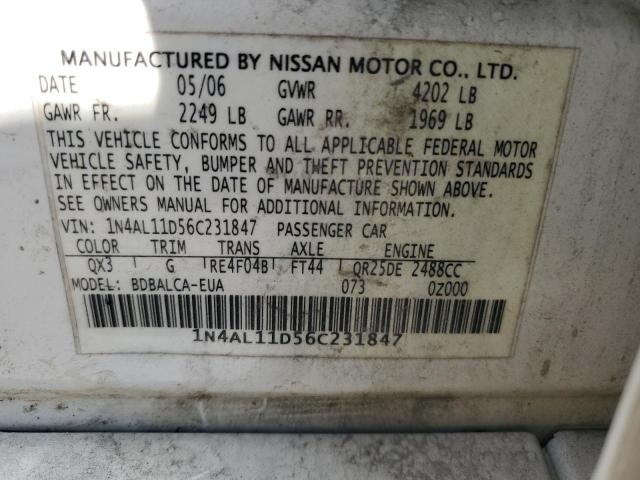 MANUFACTURED BY NISSAN MOTOR CO., LTD.
DATE 05/06 GVWR 4202 LB
GAWR FR. 2249 LB GAWR RR. 1969 LB
THIS VEHICLE CONFORMS TO ALL APPLICABLE FEDERAL MOTOR
VEHICLE SAFETY, BUMPER AND THEFT PREVENTION STANDARDS
IN EFFECT ON THE DATE OF MANUFACTURE SHOWN ABOVE.
SEE OWNERS MANUAL FOR ADDITIONAL INFORMATION.
VIN: 1N4AL11D56C231847 PASSENGER CAR
COLOR TRIM TRANS AXLE ENGINE
QX3 G RE4F04B FT44 QR25DE 2488CC
MODEL: BDBALCA-EUA 073 0Z000
1N4AL11D56C231847